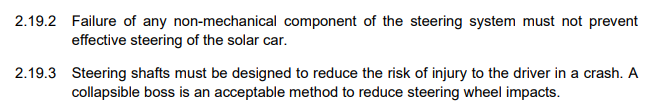 2.19.2 Failure of any non-mechanical component of the steering system must not prevent
effective steering of the solar car.
2.19.3 Steering shafts must be designed to reduce the risk of injury to the driver in a crash. A
collapsible boss is an acceptable method to reduce steering wheel impacts.